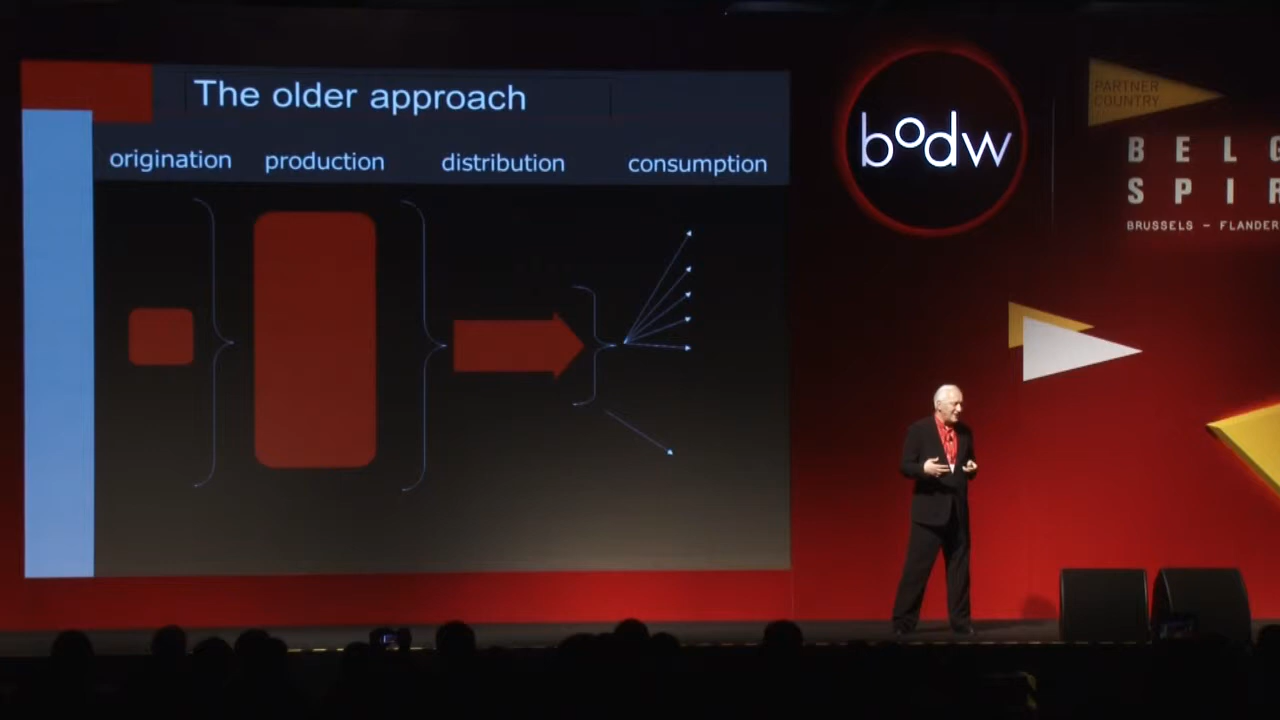 The older approach
origination production distribution consumption
bodw
PARTNER
COUNTRY
BELG
SPIR
BRUSSELS – FLANDER